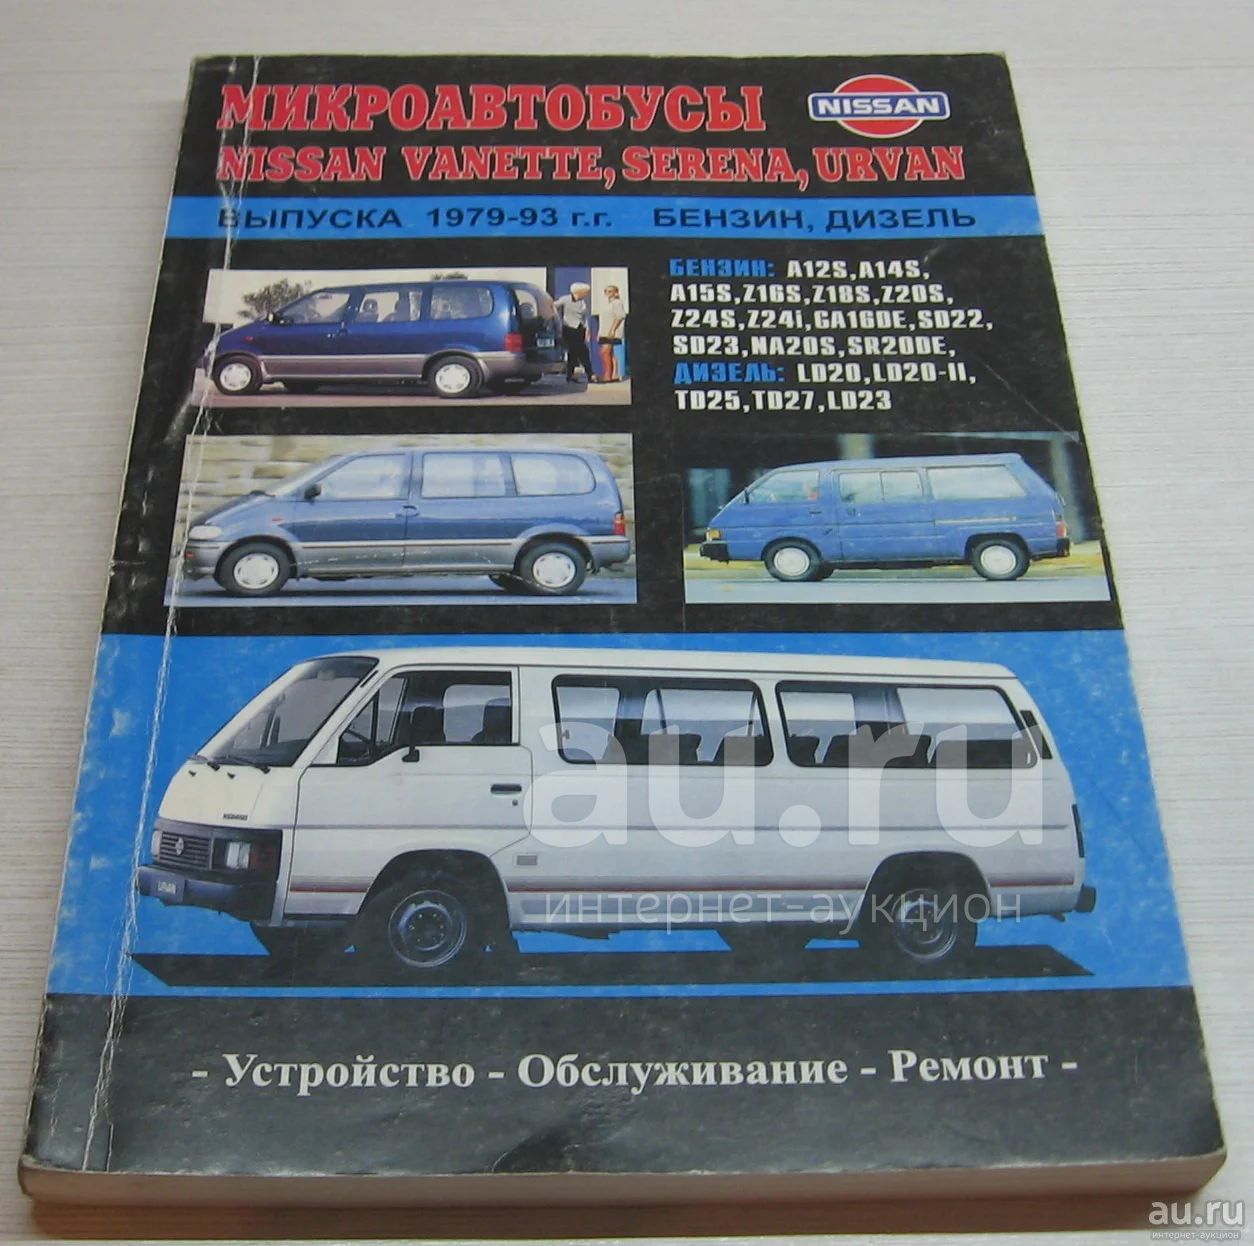 МИКРОАВТОБУСЫ
NISSAN
NISSAN VANETTE, SERENA, URVAN
ВЫПУСКА 1979-93 г.г. БЕНЗИН, ДИЗЕЛЬ
БЕНЗИН: A12S, A14S,
A15S, Z16S, Z18S, Z20S,
Z24S, Z24i, GA16DE, SD22,
SD23, NA20S, SR20DE,
ДИЗЕЛЬ: LD20, LD20-II,
TD25, TD27, LD23
au.ru
интернет-аукцион
URVAN
- Устройство - Обслуживание - Ремонт -
au.ru
интернет-аукцион